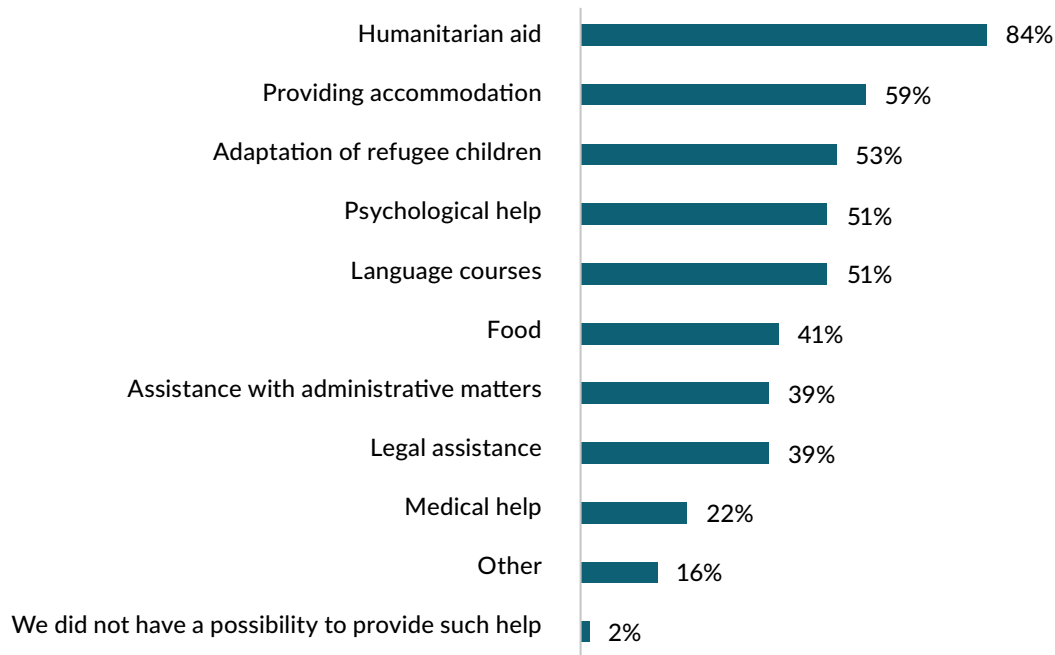 Humanitarian aid 84%
Providing accommodation 59%
Adaptation of refugee children 53%
Psychological help 51%
Language courses 51%
Food 41%
Assistance with administrative matters 39%
Legal assistance 39%
Medical help 22%
Other 16%
We did not have a possibility to provide such help 2%